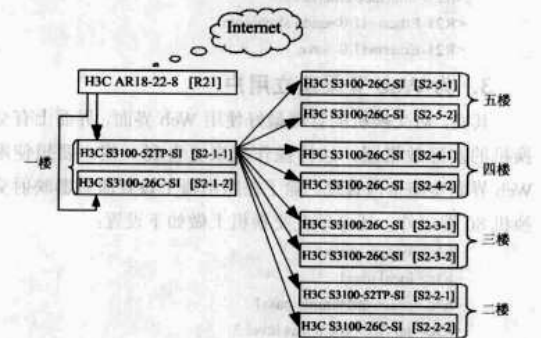 Internet
H3C AR18-22-8 [R21]
一楼
H3C S3100-52TP-SI [S2-1-1]
H3C S3100-26C-SI [S2-1-2]
H3C S3100-26C-SI [S2-5-1]
H3C S3100-26C-SI [S2-5-2]
五楼
H3C S3100-26C-SI [S2-4-1]
H3C S3100-26C-SI [S2-4-2]
四楼
H3C S3100-26C-SI [S2-3-1]
H3C S3100-26C-SI [S2-3-2]
三楼
H3C S3100-52TP-SI [S2-2-1]
H3C S3100-26C-SI [S2-2-2]
二楼